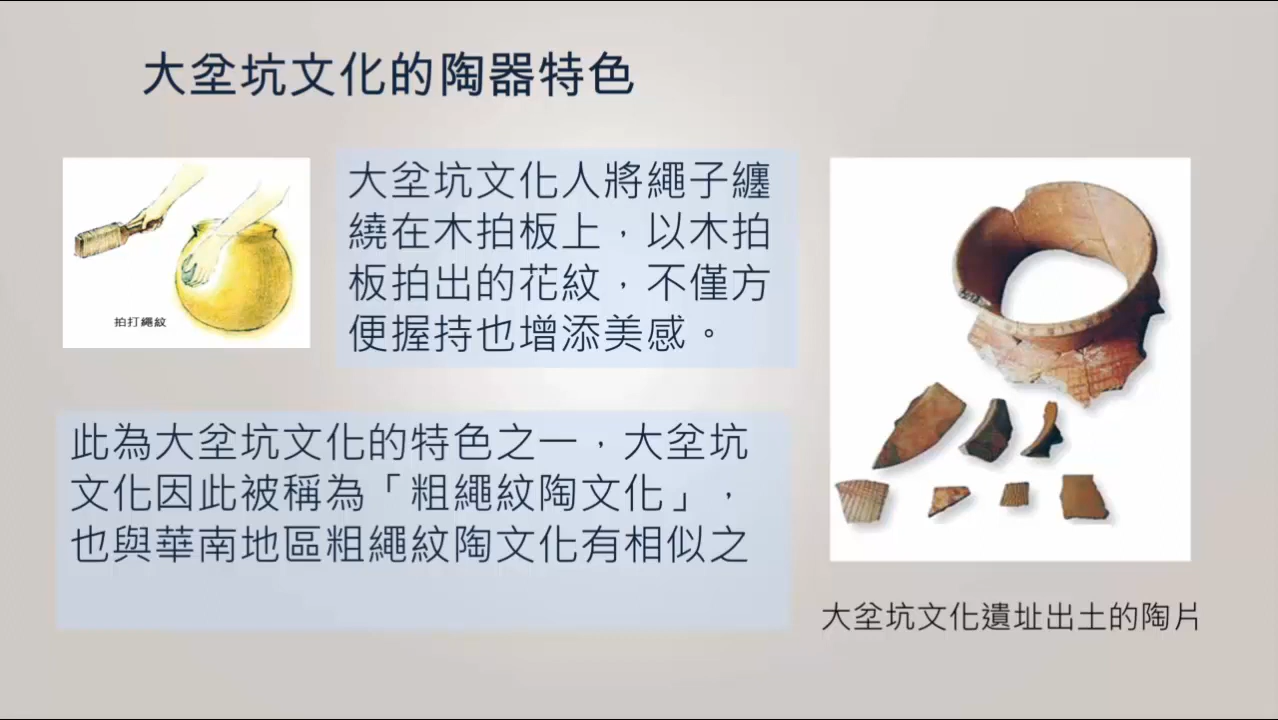 大坌坑文化的陶器特色
拍打繩紋
大坌坑文化人將繩子纏
繞在木拍板上，以木拍
板拍出的花紋，不僅方
便握持也增添美感。
此為大坌坑文化的特色之一，大坌坑
文化因此被稱為「粗繩紋陶文化」，
也與華南地區粗繩紋陶文化有相似之
大坌坑文化遺址出土的陶片